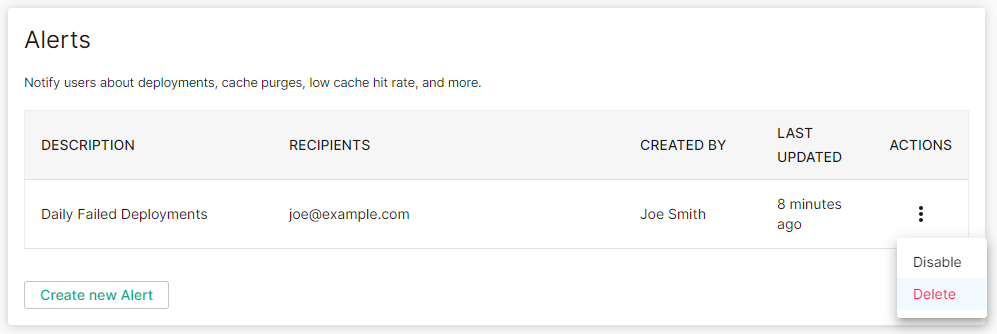 Alerts
Notify users about deployments, cache purges, low cache hit rate, and more.
DESCRIPTION RECIPIENTS CREATED BY LAST UPDATED ACTIONS
Daily Failed Deployments joe@example.com Joe Smith 8 minutes ago
Disable
Delete
Create new Alert